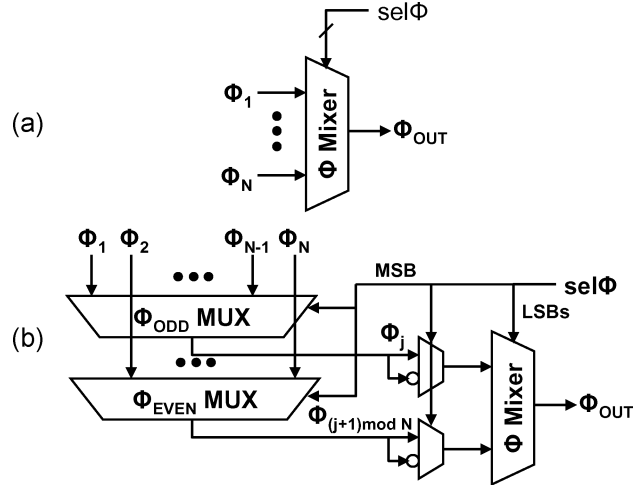 selΦ
(a)
Φ1
ΦN
Φ Mixer
ΦOUT
Φ1 Φ2 ΦN-1 ΦN
MSB
selΦ
LSBs
(b)
ΦODD MUX
Φj
ΦEVEN MUX
Φ(j+1)mod N
Φ Mixer
ΦOUT